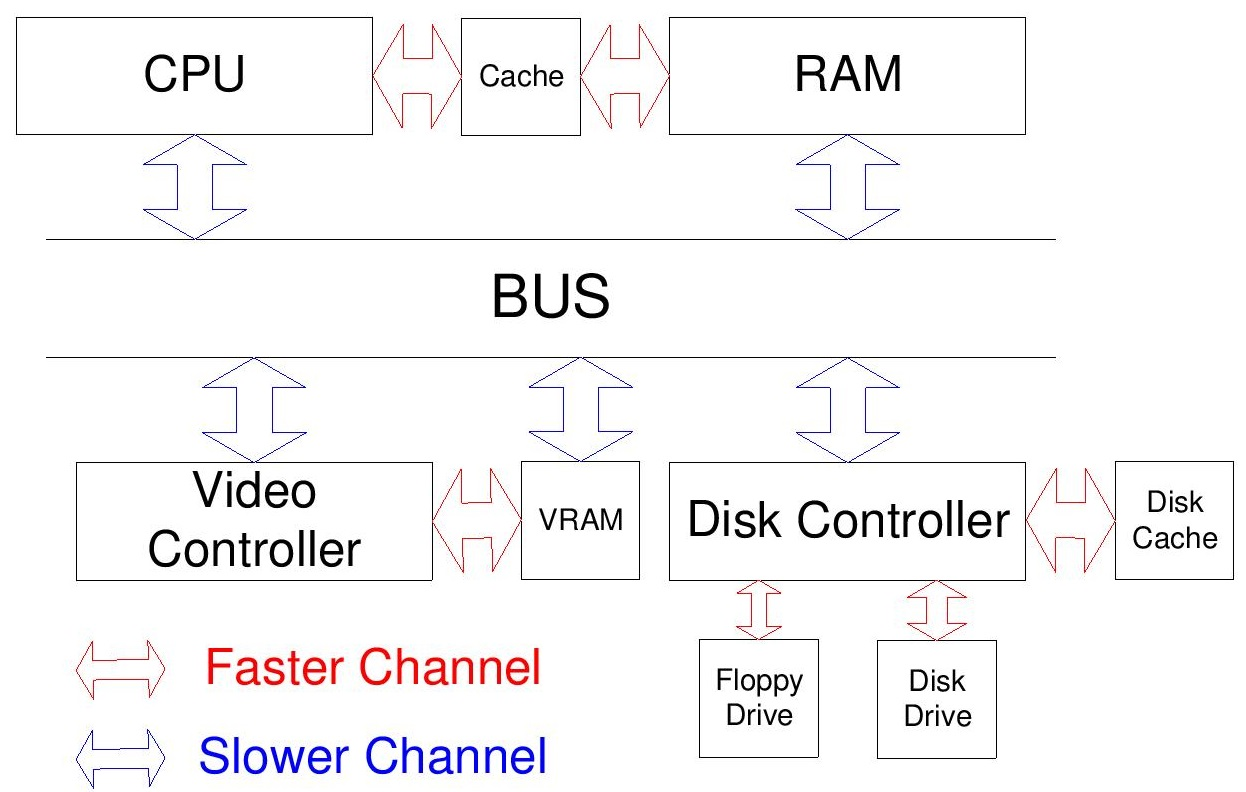 CPU
Cache
RAM
BUS
Video
Controller
VRAM
Disk Controller
Disk
Cache
Floppy
Drive
Disk
Drive
Faster Channel
Slower Channel